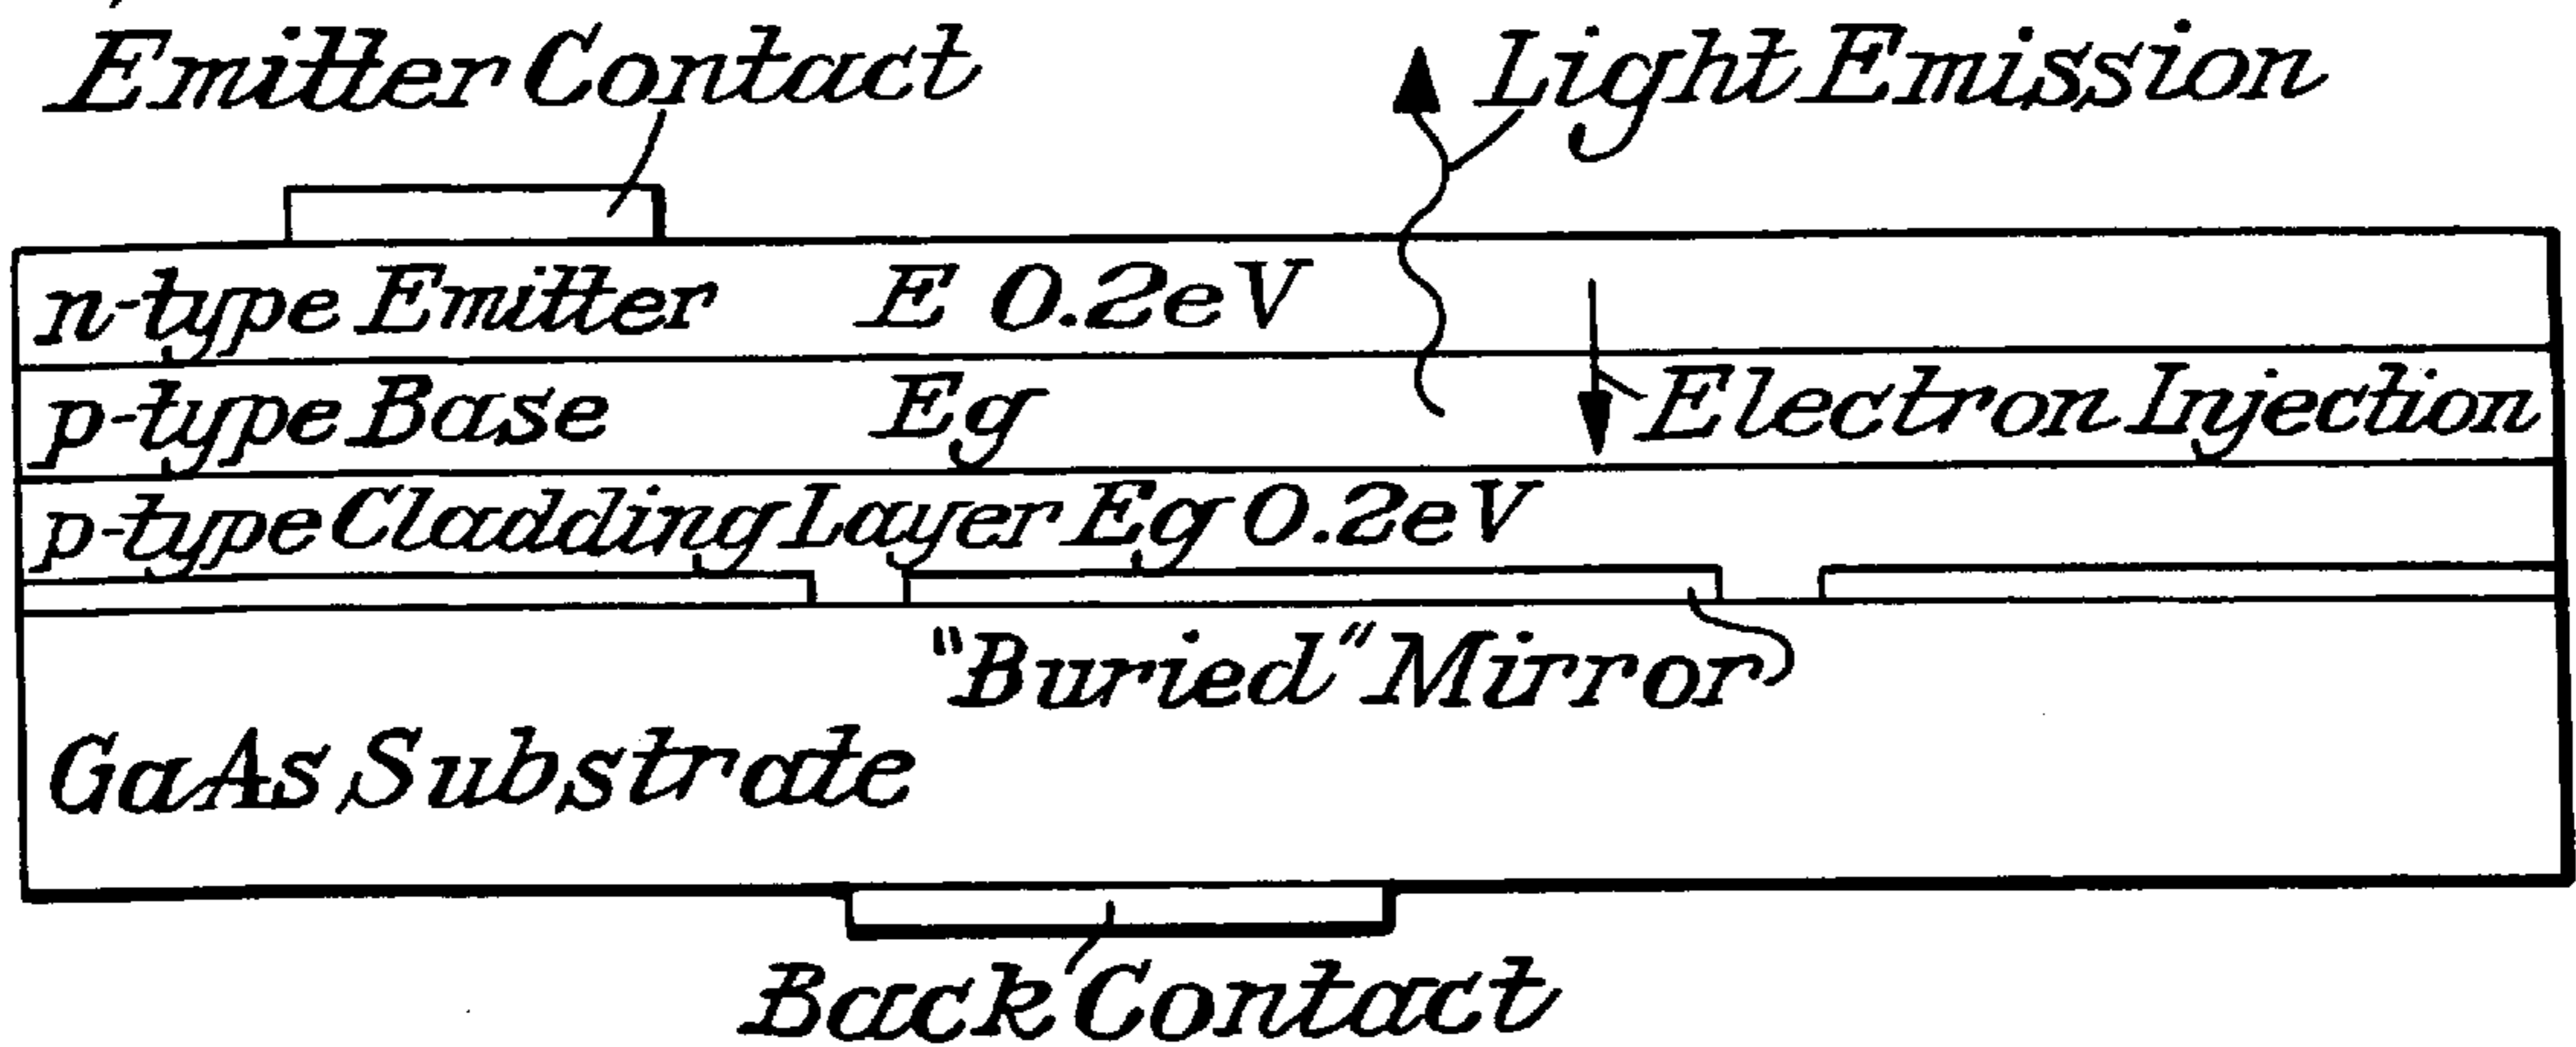 Emitter Contact
Light Emission
n-type Emitter E 0.2eV
p-type Base Eg
Electron Injection
p-type Cladding Layer Eg 0.2eV
"Buried" Mirror
GaAs Substrate
Back Contact